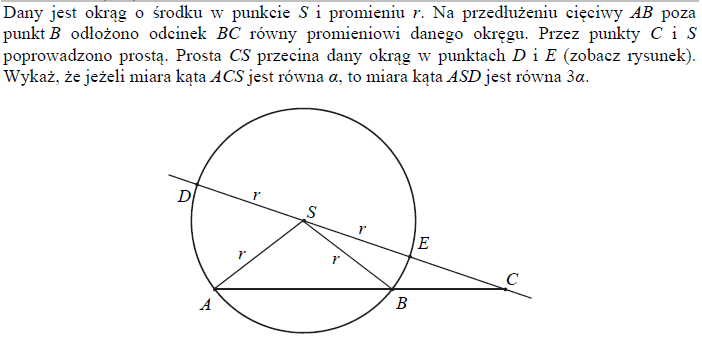 Dany jest okrąg o środku w punkcie S i promieniu r. Na przedłużeniu cięciwy AB poza
punkt B odłożono odcinek BC równy promieniowi danego okręgu. Przez punkty C i S
poprowadzono prostą. Prosta CS przecina dany okrąg w punktach D i E (zobacz rysunek).
Wykaż, że jeżeli miara kąta ACS jest równa α, to miara kąta ASD jest równa 3α.
D
r
S
r
E
r
r
C
A
B